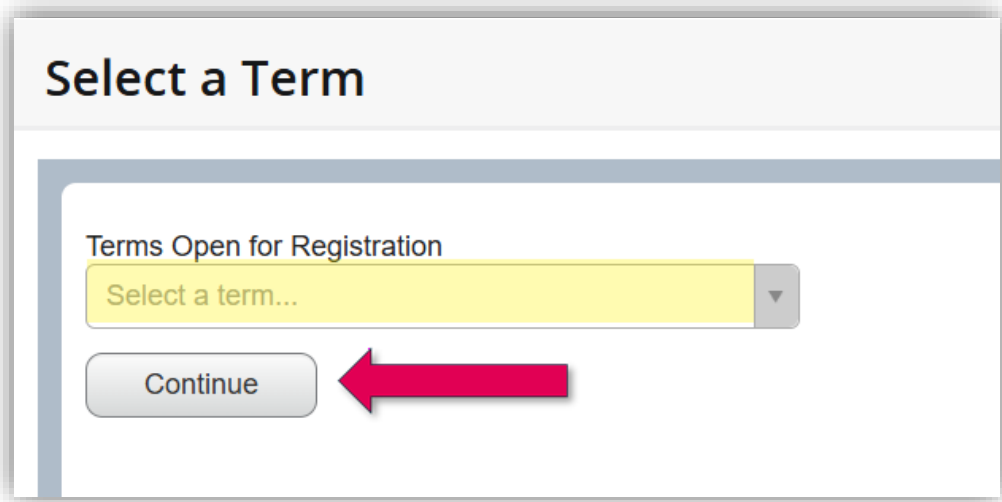 Select a Term
Terms Open for Registration
Select a term...
Continue